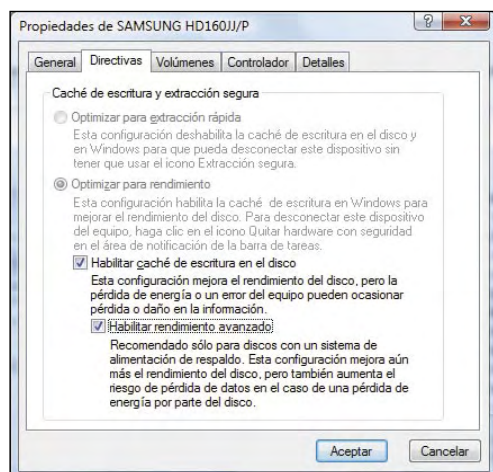 Propiedades de SAMSUNG HD160JJ/P
General Directivas Volúmenes Controlador Detalles
Caché de escritura y extracción segura
Optimizar para extracción rápida
Esta configuración deshabilita la caché de escritura en el disco y
en Windows para que pueda desconectar este dispositivo sin
tener que usar el icono Extracción segura.
Optimizar para rendimiento
Esta configuración habilita la caché de escritura en Windows para
mejorar el rendimiento del disco. Para desconectar este dispositivo
del equipo, haga clic en el icono Quitar hardware con seguridad
en el área de notificación de la barra de tareas.
Habilitar caché de escritura en el disco
Esta configuración mejora el rendimiento del disco, pero la
pérdida de energía o un error del equipo pueden ocasionar
pérdida o daño en la información.
Habilitar rendimiento avanzado
Recomendado sólo para discos con un sistema de
alimentación de respaldo. Esta configuración mejora aún
más el rendimiento del disco, pero también aumenta el
riesgo de pérdida de datos en el caso de una pérdida de
energía por parte del disco.
Aceptar Cancelar